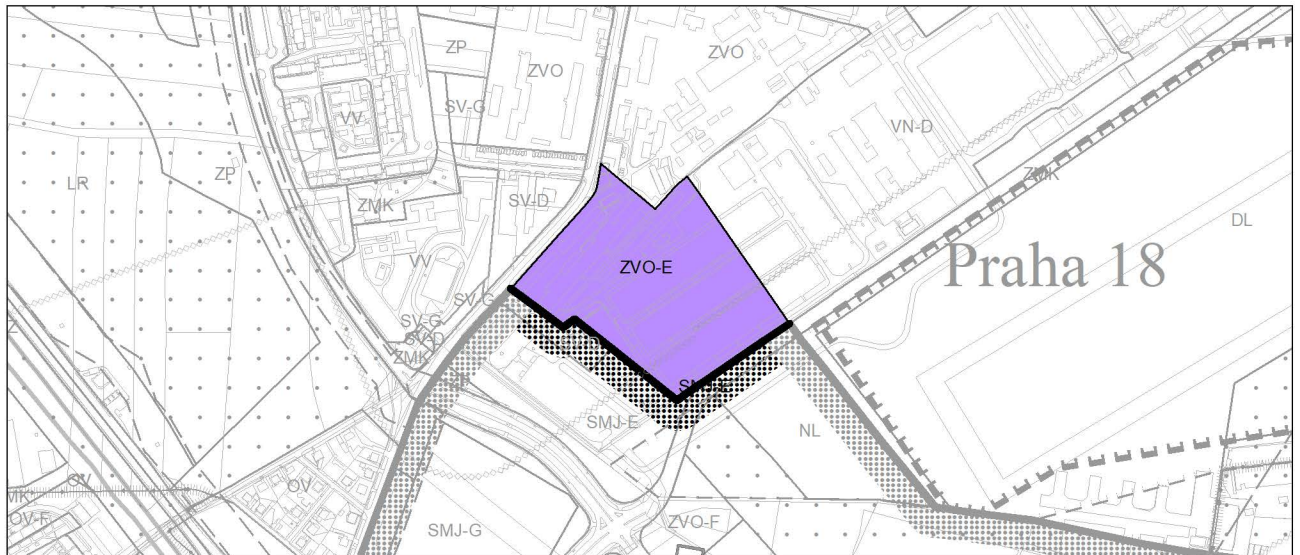 ZP
ZVO
ZVO
SV-G
VV
VN-D
LR
ZP
ZMK
ZMK
SV-D
DL
Praha 18
VV
ZVO-E
SV-G
SV-G
SV-D
ZMK
SMJ-E
NL
OV
OV
SMJ-G
ZVO-F